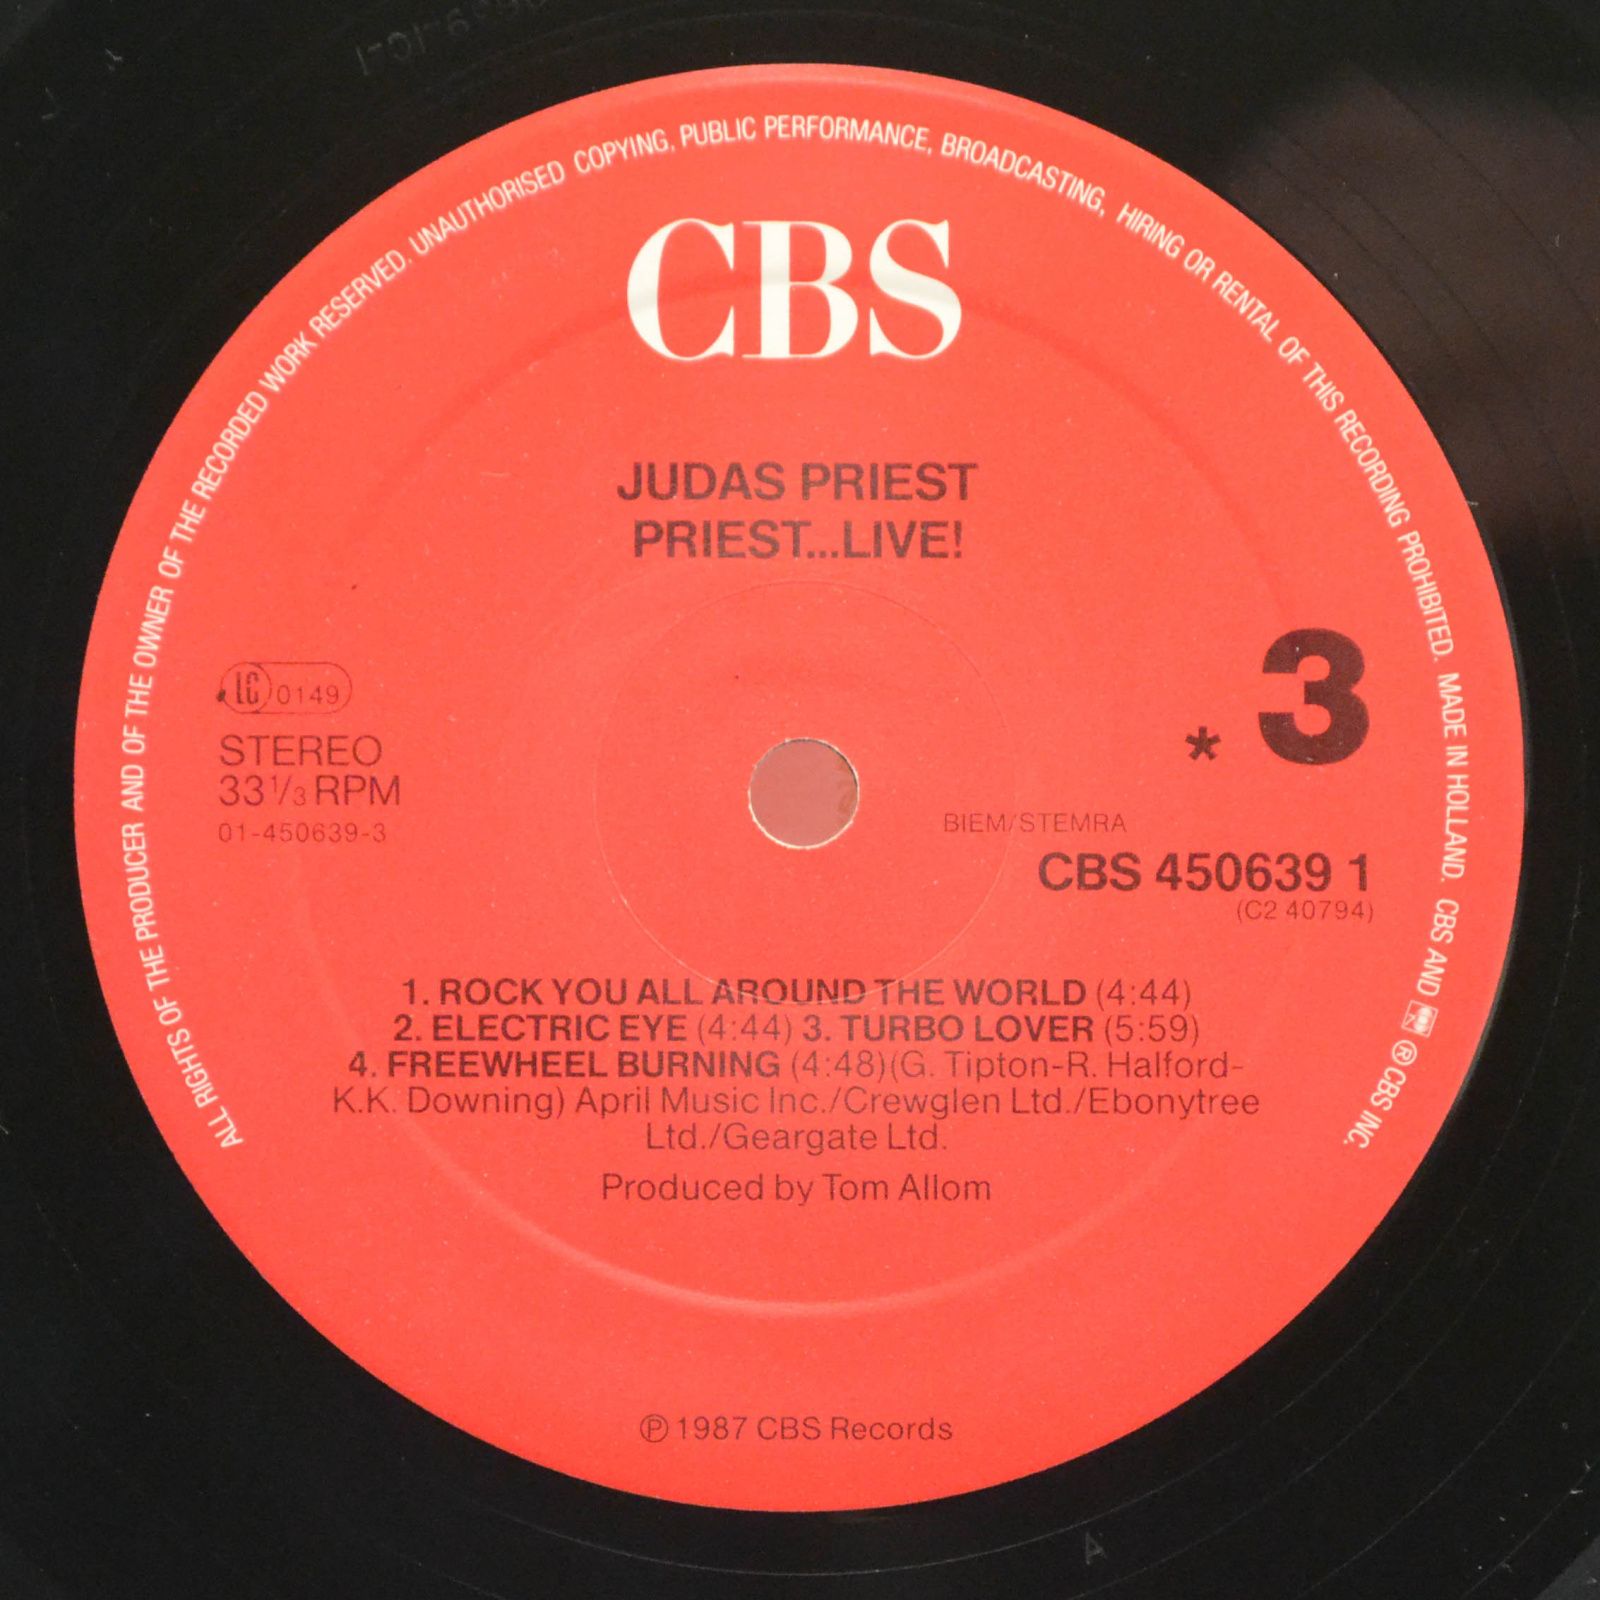 ALL RIGHTS OF THE PRODUCER AND OF THE OWNER OF THE RECORDED WORK RESERVED. UNAUTHORISED COPYING, PUBLIC PERFORMANCE, BROADCASTING, HIRING OR RENTAL OF THIS RECORDING PROHIBITED. MADE IN HOLLAND. CBS AND ® CBS INC.
CBS
JUDAS PRIEST
PRIEST...LIVE!
LC 0149
* 3
STEREO
33 1/3 RPM
01-450639-3
BIEM/STEMRA
CBS 450639 1
(C2 40794)
1. ROCK YOU ALL AROUND THE WORLD (4:44)
2. ELECTRIC EYE (4:44) 3. TURBO LOVER (5:59)
4. FREEWHEEL BURNING (4:48)(G. Tipton-R. Halford-
K.K. Downing) April Music Inc./Crewglen Ltd./Ebonytree
Ltd./Geargate Ltd.
Produced by Tom Allom
℗ 1987 CBS Records
A